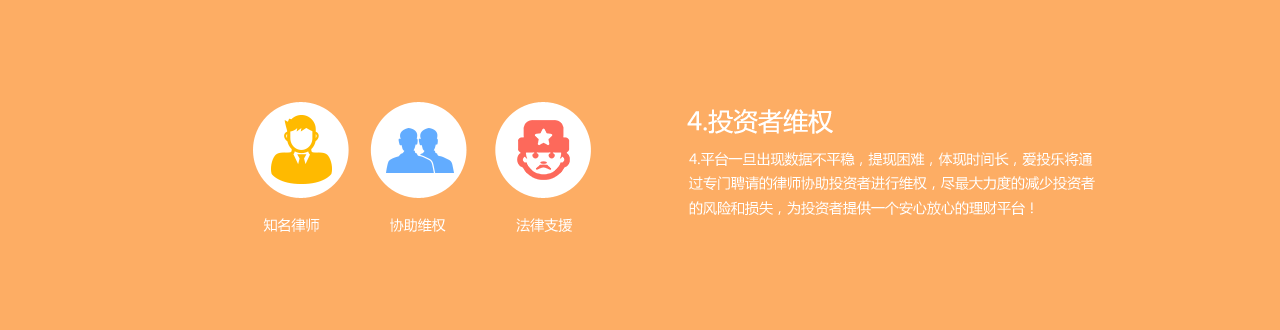 4.投资者维权
4.平台一旦出现数据不平稳，提现困难，体现时间长，爱投乐将通
过专门聘请的律师协助投资者进行维权，尽最大力度的减少投资者
的风险和损失，为投资者提供一个安心放心的理财平台！
知名律师
协助维权
法律支援